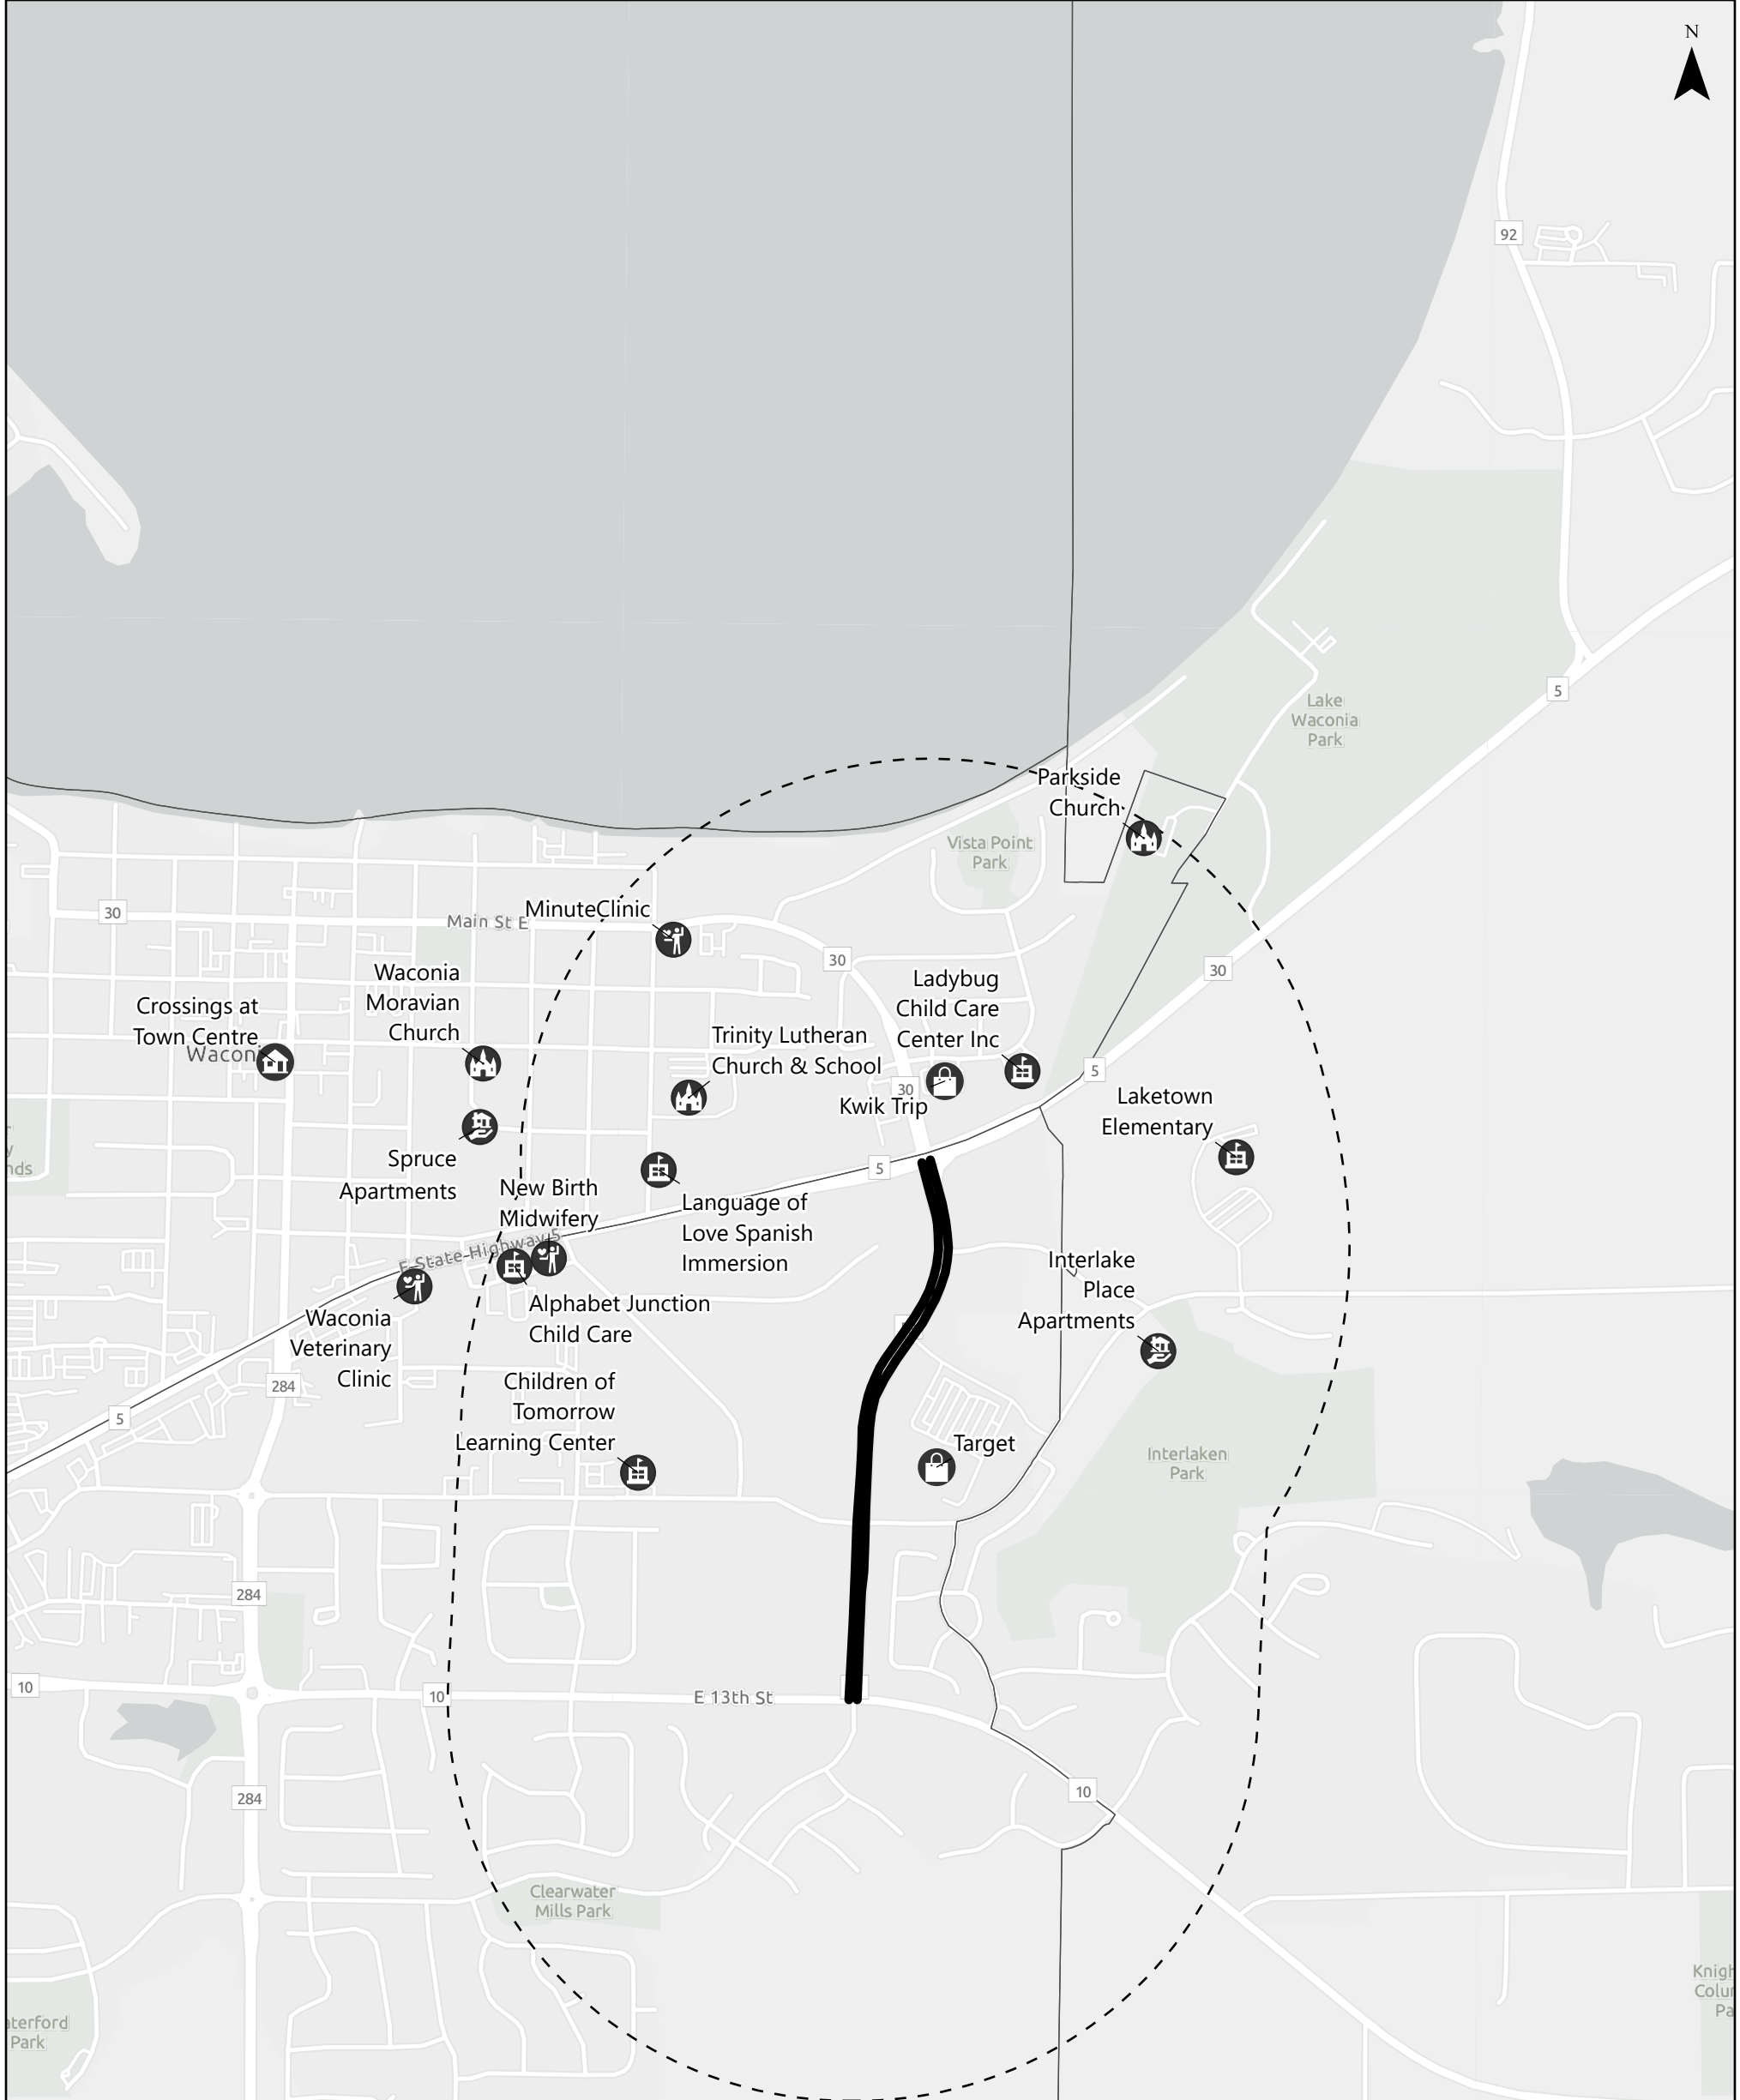 N
92
5
Lake
Waconia
Park
Parkside
Church
Vista Point
Park
30
Main St E
MinuteClinic
30
30
Waconia
Moravian
Church
Ladybug
Child Care
Center Inc
Crossings at
Town Centre
Trinity Lutheran
Church & School
30
Kwik Trip
5
Laketown
Elementary
Spruce
Apartments
5
New Birth
Midwifery
Language of
Love Spanish
Immersion
E State Highway 5
Alphabet Junction
Child Care
Interlake
Place
Apartments
Waconia
Veterinary
Clinic
284
5
Children of
Tomorrow
Learning Center
Target
Interlaken
Park
284
10
10
E 13th St
10
284
Clearwater
Mills Park
Park